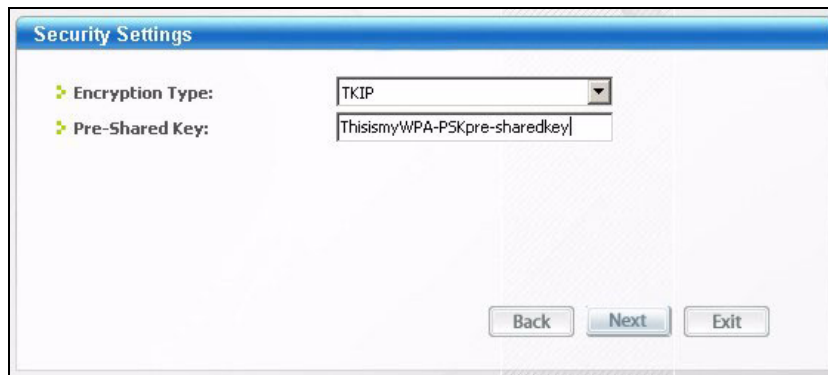 Security Settings
Encryption Type: TKIP
Pre-Shared Key: ThisismyWPA-PSKpre-sharedkey
Back Next Exit